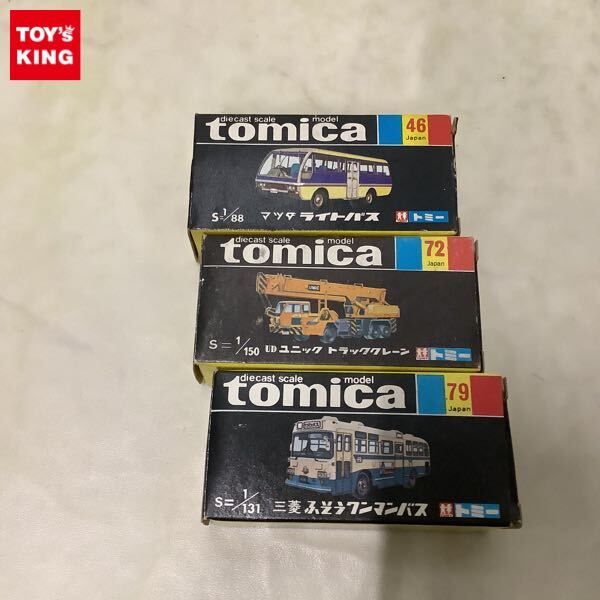 TOY's
KING
diecast scale model
tomica
46
Japan
S=1/88 マツダ ライトバス
トミー
diecast scale model
tomica
72
Japan
S=1/150 UD ユニック トラッククレーン
トミー
diecast scale model
tomica
79
Japan
S=1/131 三菱 ふそうワンマンバス
トミー